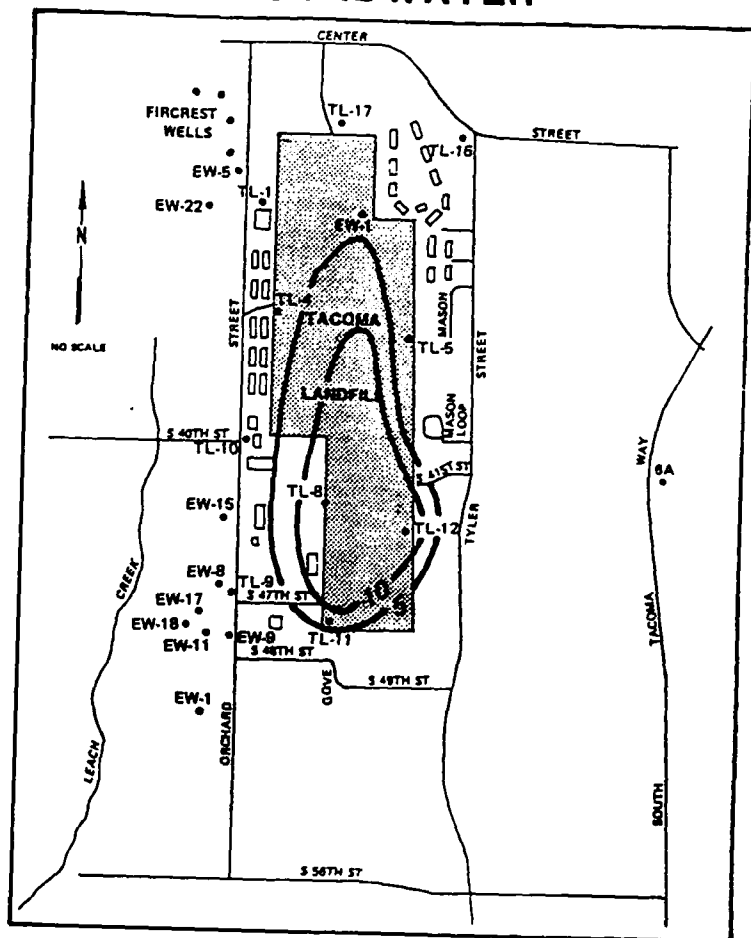 CENTER
STREET
FIRCREST
WELLS
TL-17
TL-16
EW-5
TL-1
EW-22
EW-1
N
NO SCALE
STREET
TL-4
TACOMA
LANDFILL
TL-5
MASON
STREET
MASON
LOOP
S 40TH ST
TL-10
S 41ST ST
WAY
6A
EW-15
TL-8
TL-12
TYLER
CREEK
EW-8
TL-9
S 47TH ST
10
5
EW-17
EW-18
EW-11
EW-9
TL-11
S 48TH ST
TACOMA
EW-1
GOVE
S 49TH ST
ORCHARD
LEACH
SOUTH
S 56TH ST